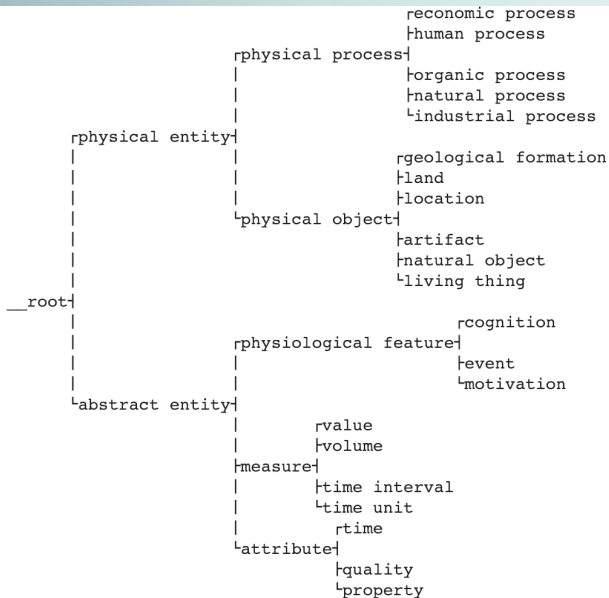 economic process
human process
physical process
organic process
natural process
industrial process
physical entity
geological formation
land
location
physical object
artifact
natural object
living thing
__root
cognition
physiological feature
event
motivation
abstract entity
value
volume
measure
time interval
time unit
time
attribute
quality
property